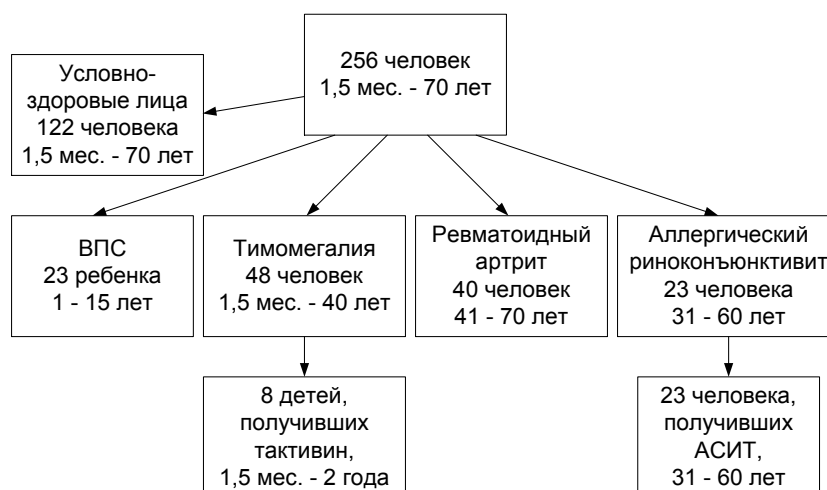 256 человек
1,5 мес. - 70 лет
Условно-
здоровые лица
122 человека
1,5 мес. - 70 лет
ВПС
23 ребенка
1 - 15 лет
Тимомегалия
48 человек
1,5 мес. - 40 лет
Ревматоидный
артрит
40 человек
41 - 70 лет
Аллергический
риноконъюнктивит
23 человека
31 - 60 лет
8 детей,
получивших
тактивин,
1,5 мес. - 2 года
23 человека,
получивших
АСИТ,
31 - 60 лет